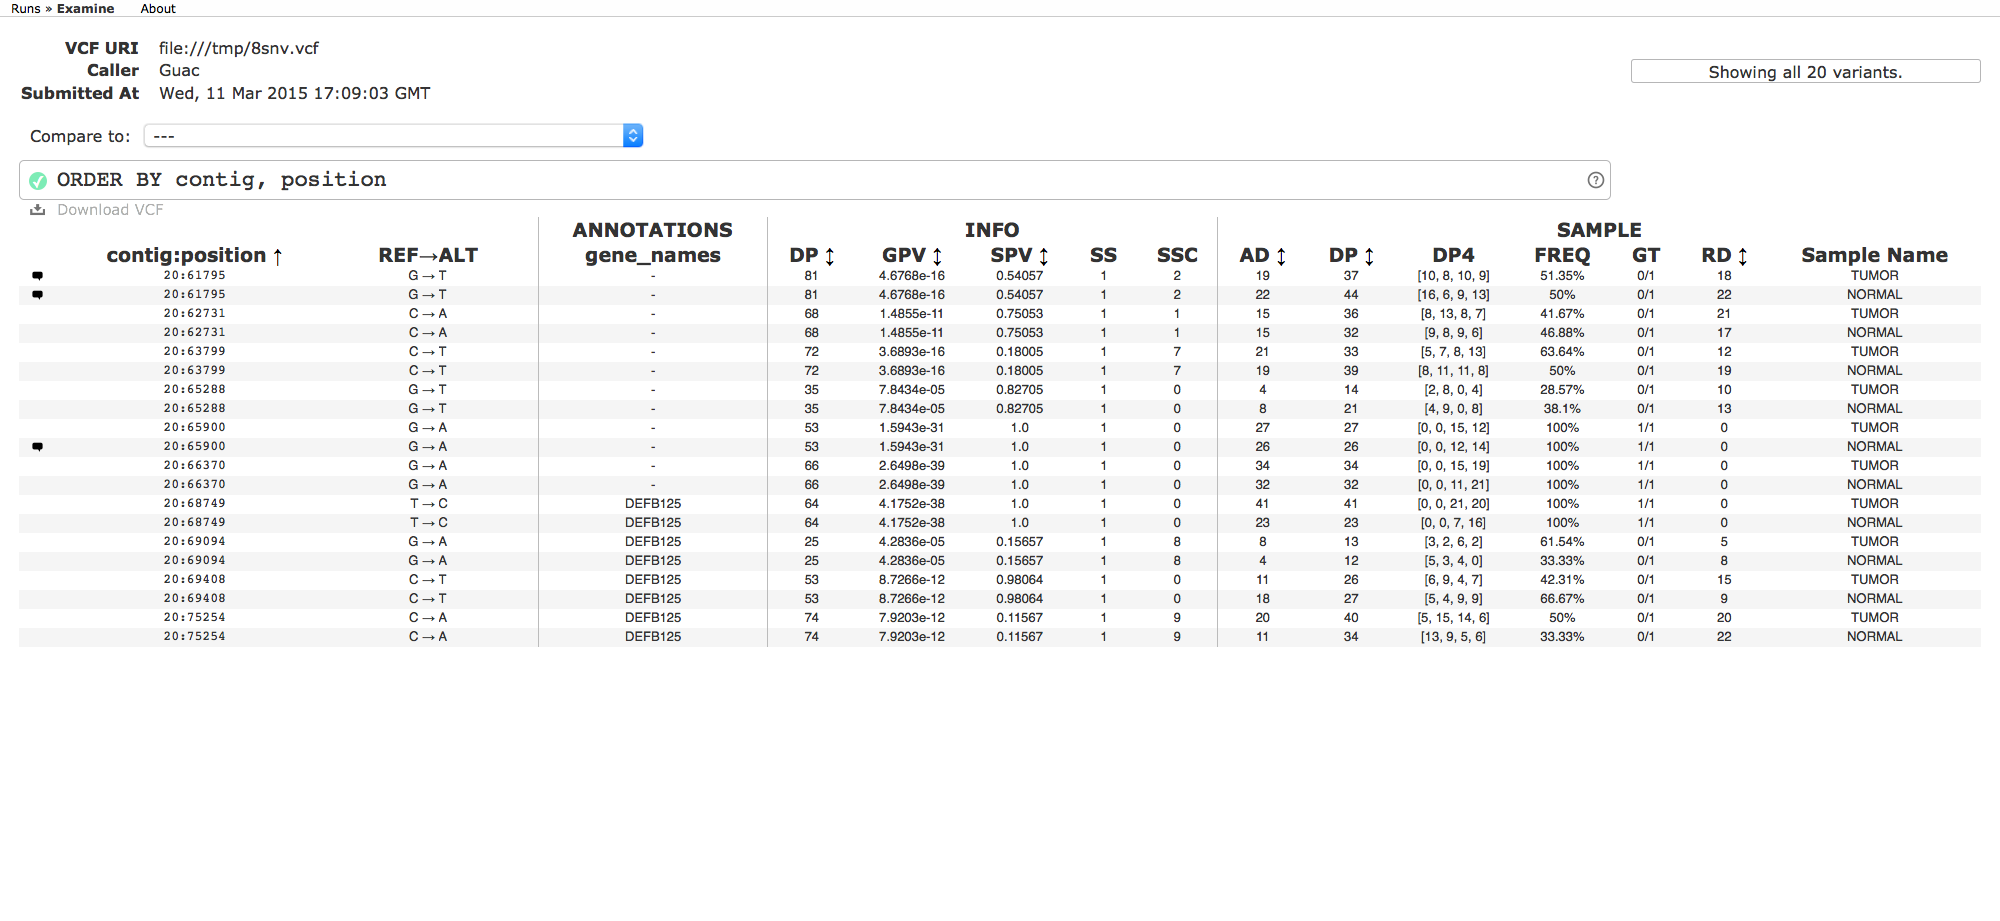 Runs » Examine About
VCF URI file:///tmp/8snv.vcf
Caller Guac
Submitted At Wed, 11 Mar 2015 17:09:03 GMT
Showing all 20 variants.
Compare to: ---
ORDER BY contig, position ?
Download VCF
ANNOTATIONS INFO SAMPLE
contig:position ↑ REF→ALT gene_names DP ↕ GPV ↕ SPV ↕ SS SSC AD ↕ DP ↕ DP4 FREQ GT RD ↕ Sample Name
20:61795 G→T - 81 4.6768e-16 0.54057 1 2 19 37 [10, 8, 10, 9] 51.35% 0/1 18 TUMOR
20:61795 G→T - 81 4.6768e-16 0.54057 1 2 22 44 [16, 6, 9, 13] 50% 0/1 22 NORMAL
20:62731 C→A - 68 1.4855e-11 0.75053 1 1 15 36 [8, 13, 8, 7] 41.67% 0/1 21 TUMOR
20:62731 C→A - 68 1.4855e-11 0.75053 1 1 15 32 [9, 8, 9, 6] 46.88% 0/1 17 NORMAL
20:63799 C→T - 72 3.6893e-16 0.18005 1 7 21 33 [5, 7, 8, 13] 63.64% 0/1 12 TUMOR
20:63799 C→T - 72 3.6893e-16 0.18005 1 7 19 39 [8, 11, 11, 8] 50% 0/1 19 NORMAL
20:65288 G→T - 35 7.8434e-05 0.82705 1 0 4 14 [2, 8, 0, 4] 28.57% 0/1 10 TUMOR
20:65288 G→T - 35 7.8434e-05 0.82705 1 0 8 21 [4, 9, 0, 8] 38.1% 0/1 13 NORMAL
20:65900 G→A - 53 1.5943e-31 1.0 1 0 27 27 [0, 0, 15, 12] 100% 1/1 0 TUMOR
20:65900 G→A - 53 1.5943e-31 1.0 1 0 26 26 [0, 0, 12, 14] 100% 1/1 0 NORMAL
20:66370 G→A - 66 2.6498e-39 1.0 1 0 34 34 [0, 0, 15, 19] 100% 1/1 0 TUMOR
20:66370 G→A - 66 2.6498e-39 1.0 1 0 32 32 [0, 0, 11, 21] 100% 1/1 0 NORMAL
20:68749 T→C DEFB125 64 4.1752e-38 1.0 1 0 41 41 [0, 0, 21, 20] 100% 1/1 0 TUMOR
20:68749 T→C DEFB125 64 4.1752e-38 1.0 1 0 23 23 [0, 0, 7, 16] 100% 1/1 0 NORMAL
20:69094 G→A DEFB125 25 4.2836e-05 0.15657 1 8 8 13 [3, 2, 6, 2] 61.54% 0/1 5 TUMOR
20:69094 G→A DEFB125 25 4.2836e-05 0.15657 1 8 4 12 [5, 3, 4, 0] 33.33% 0/1 8 NORMAL
20:69408 C→T DEFB125 53 8.7266e-12 0.98064 1 0 11 26 [6, 9, 4, 7] 42.31% 0/1 15 TUMOR
20:69408 C→T DEFB125 53 8.7266e-12 0.98064 1 0 18 27 [5, 4, 9, 9] 66.67% 0/1 9 NORMAL
20:75254 C→A DEFB125 74 7.9203e-12 0.11567 1 9 20 40 [5, 15, 14, 6] 50% 0/1 20 TUMOR
20:75254 C→A DEFB125 74 7.9203e-12 0.11567 1 9 11 34 [13, 9, 5, 6] 33.33% 0/1 22 NORMAL